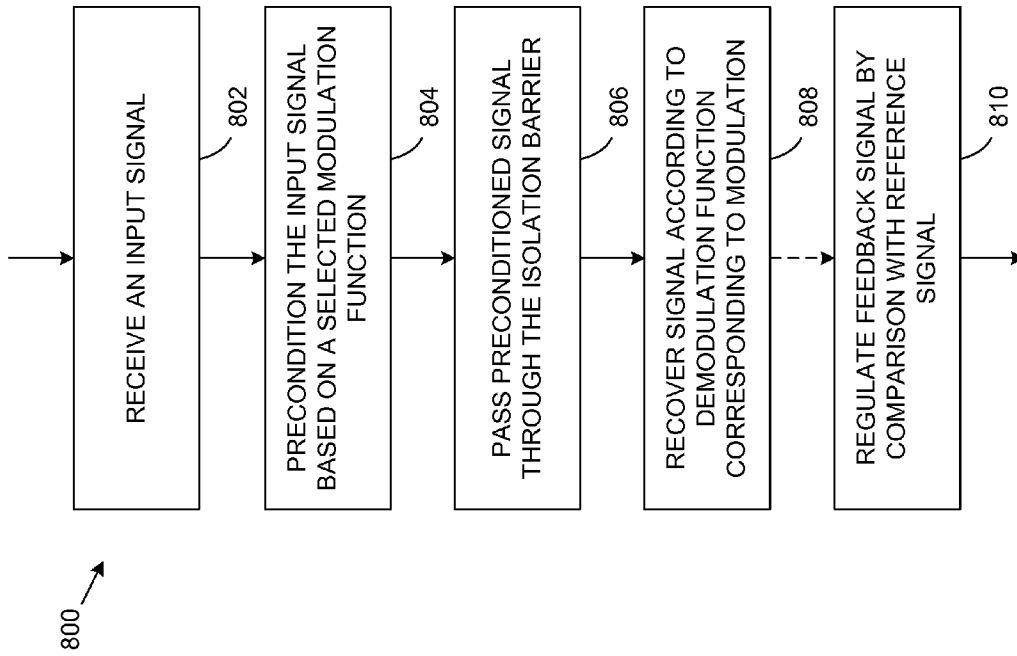 800
RECEIVE AN INPUT SIGNAL
802
PRECONDITION THE INPUT SIGNAL
BASED ON A SELECTED MODULATION
FUNCTION
804
PASS PRECONDITIONED SIGNAL
THROUGH THE ISOLATION BARRIER
806
RECOVER SIGNAL ACCORDING TO
DEMODULATION FUNCTION
CORRESPONDING TO MODULATION
808
REGULATE FEEDBACK SIGNAL BY
COMPARISON WITH REFERENCE
SIGNAL
810